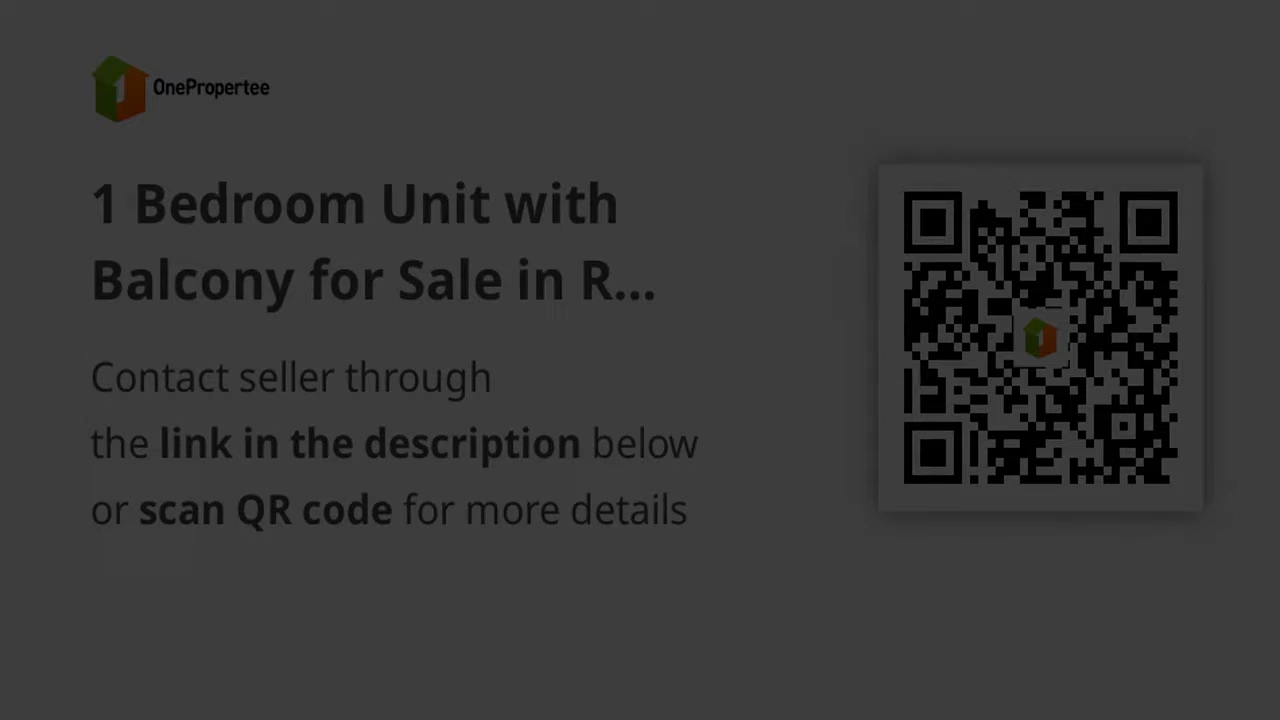 OnePropertee
1 Bedroom Unit with
Balcony for Sale in R...
Contact seller through
the link in the description below
or scan QR code for more details